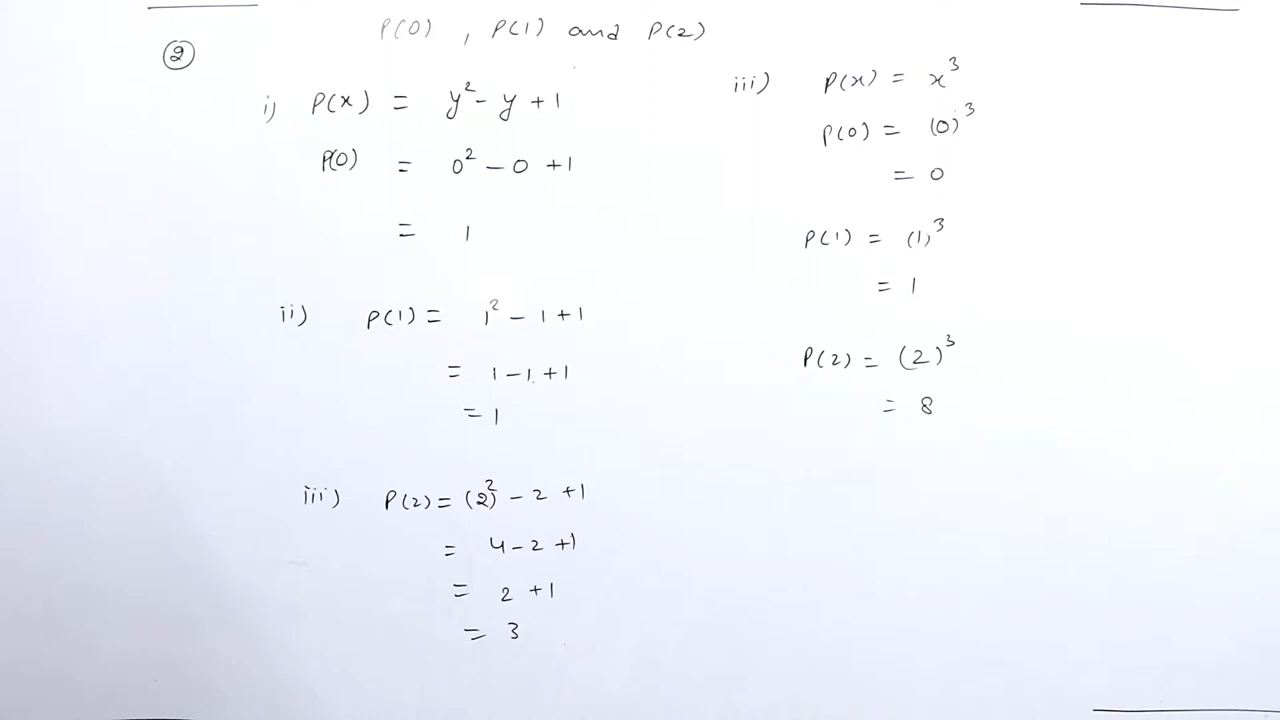 P(0) , P(1) and P(2)
②
i) P(x) = y² - y + 1
P(0) = 0² - 0 + 1
= 1
ii) P(1) = 1² - 1 + 1
= 1 - 1 + 1
= 1
iii) P(2) = (2)² - 2 + 1
= 4 - 2 + 1
= 2 + 1
= 3
iii) P(x) = x³
P(0) = (0)³
= 0
P(1) = (1)³
= 1
P(2) = (2)³
= 8